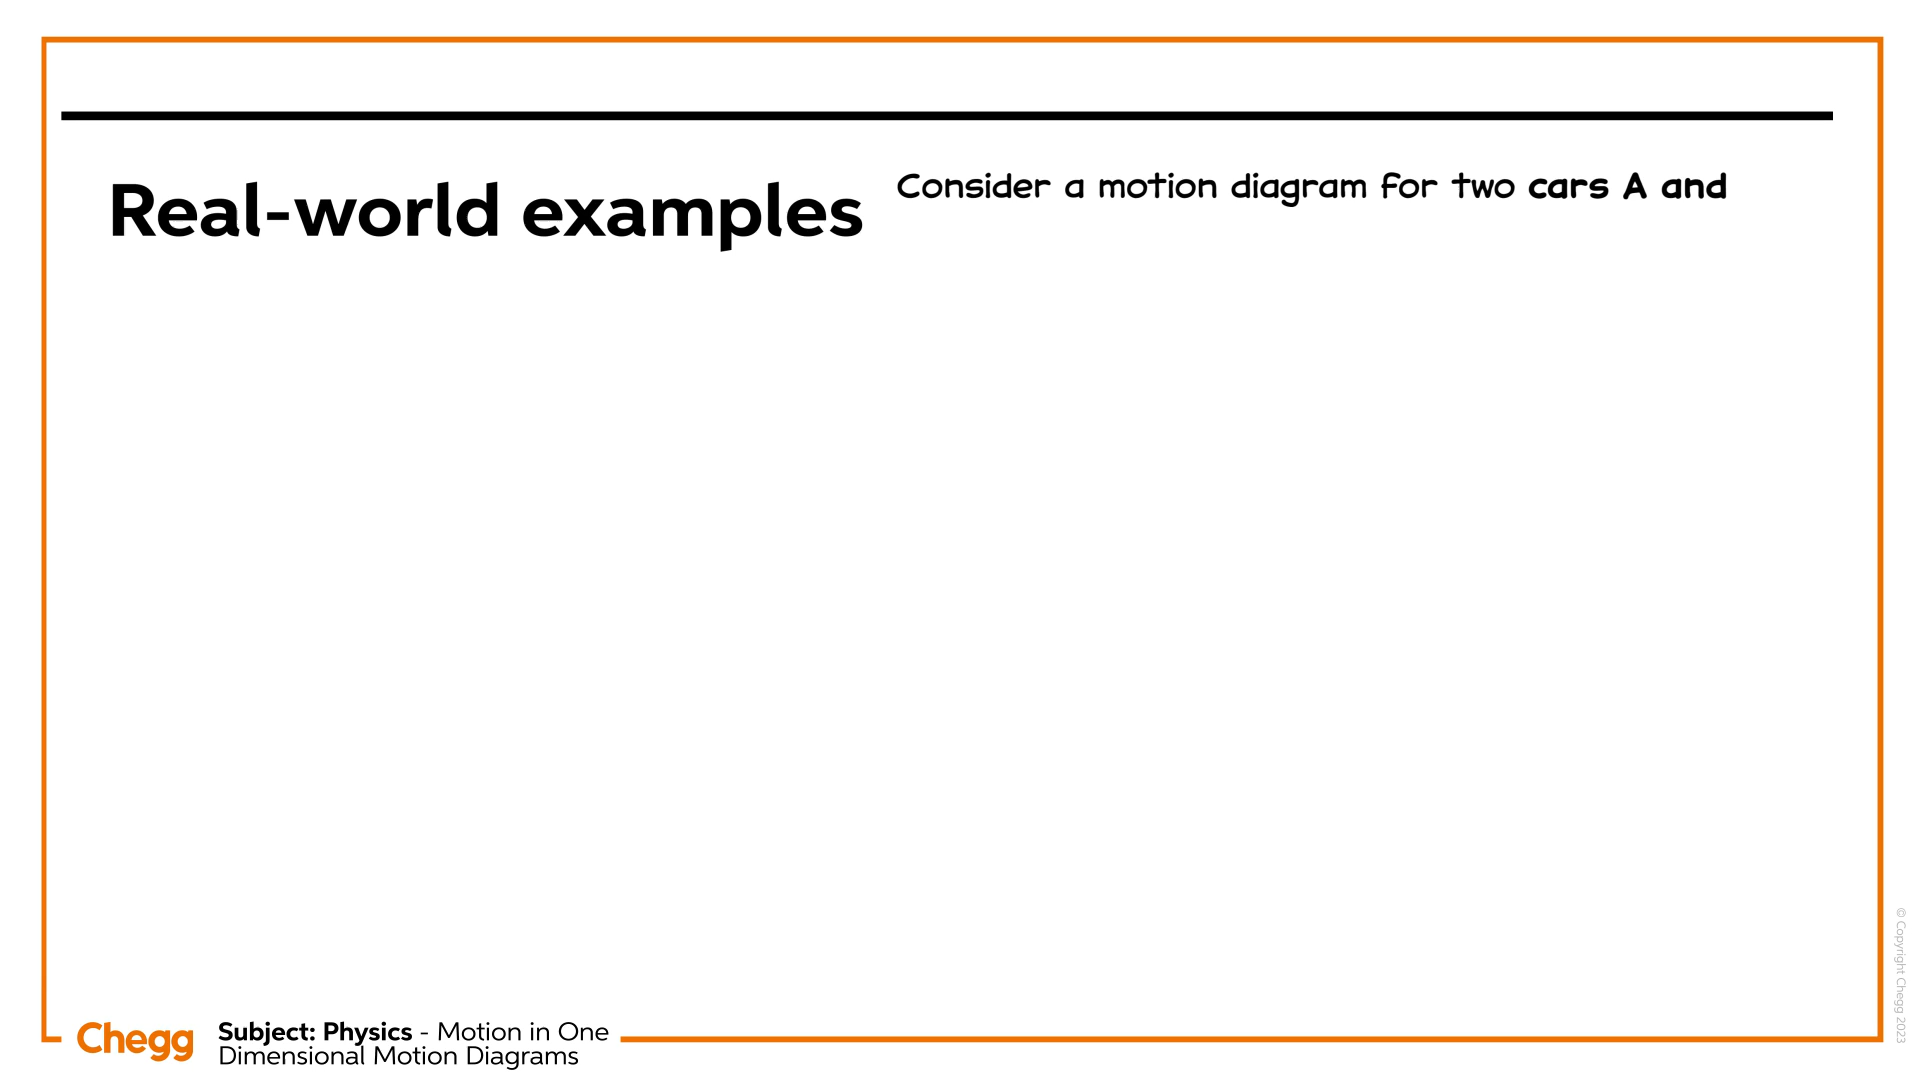 Real-world examples
Consider a motion diagram for two cars A and
Chegg
Subject: Physics - Motion in One
Dimensional Motion Diagrams
© Copyright Chegg 2023